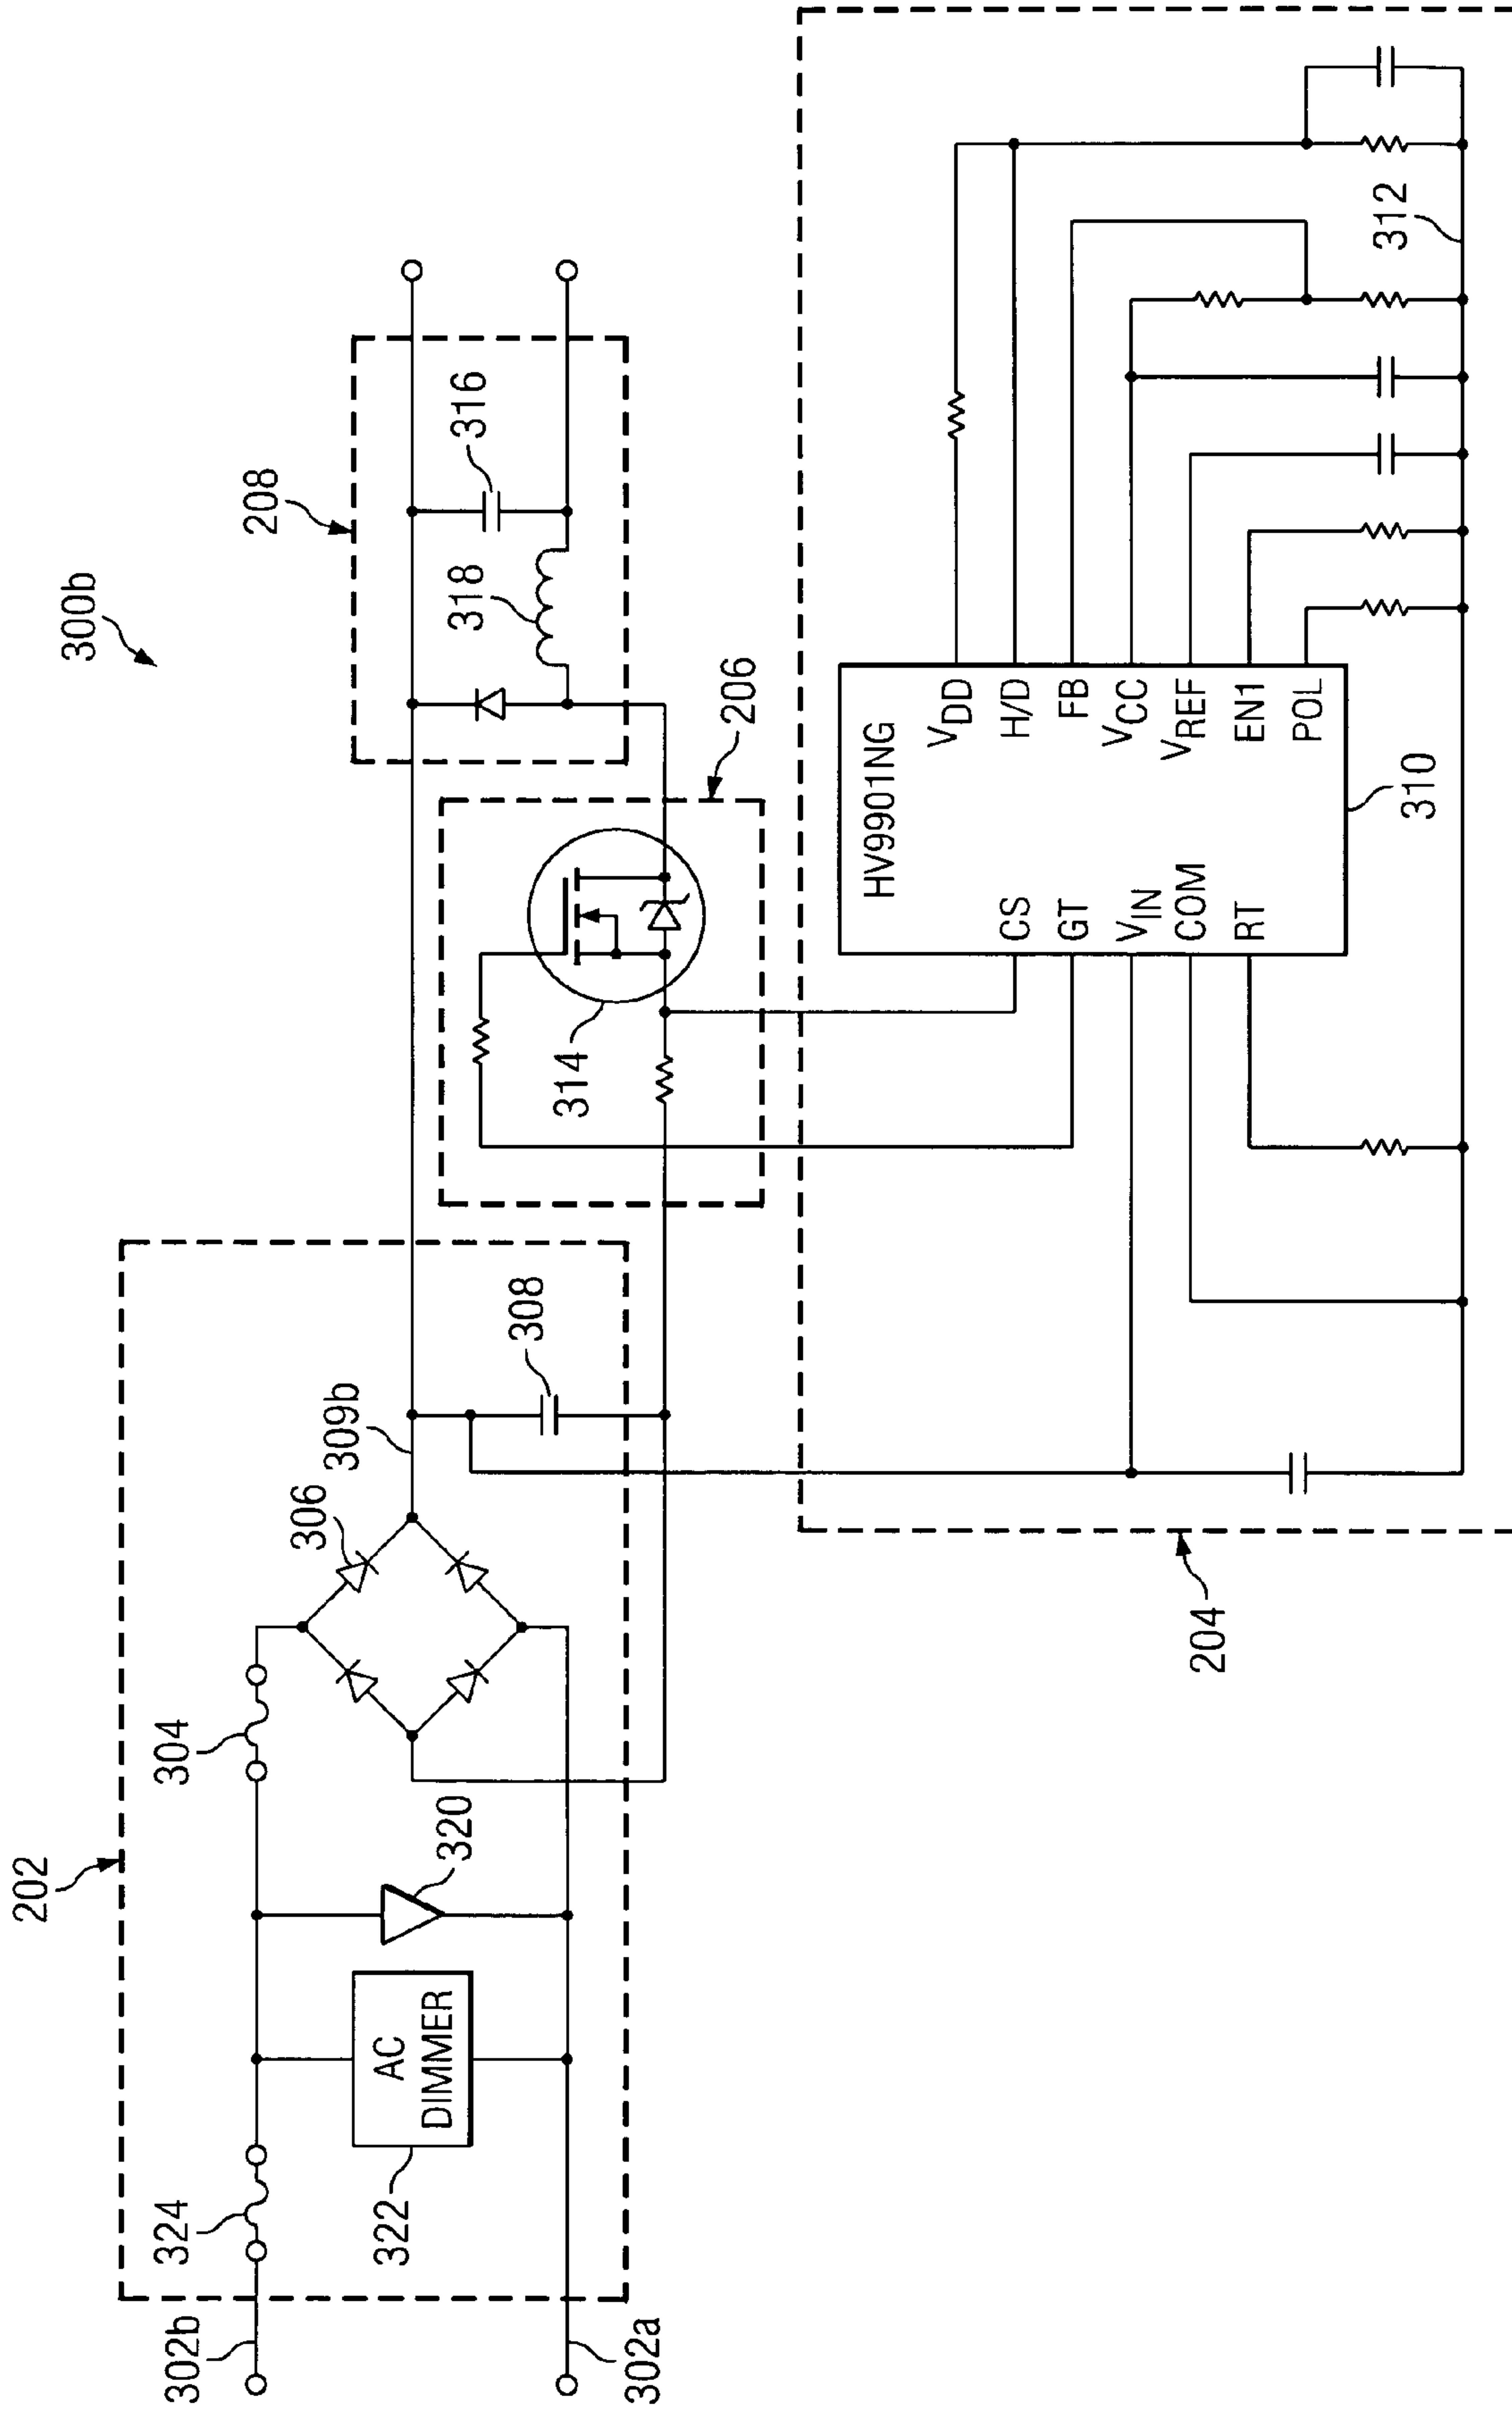 300b
202
324
304
306
309b
308
302b
322
AC
DIMMER
320
302a
208
316
318
206
314
HV9901NG
CS
GT
VIN
COM
RT
VDD
H/D
FB
VCC
VREF
EN1
POL
310
312
204